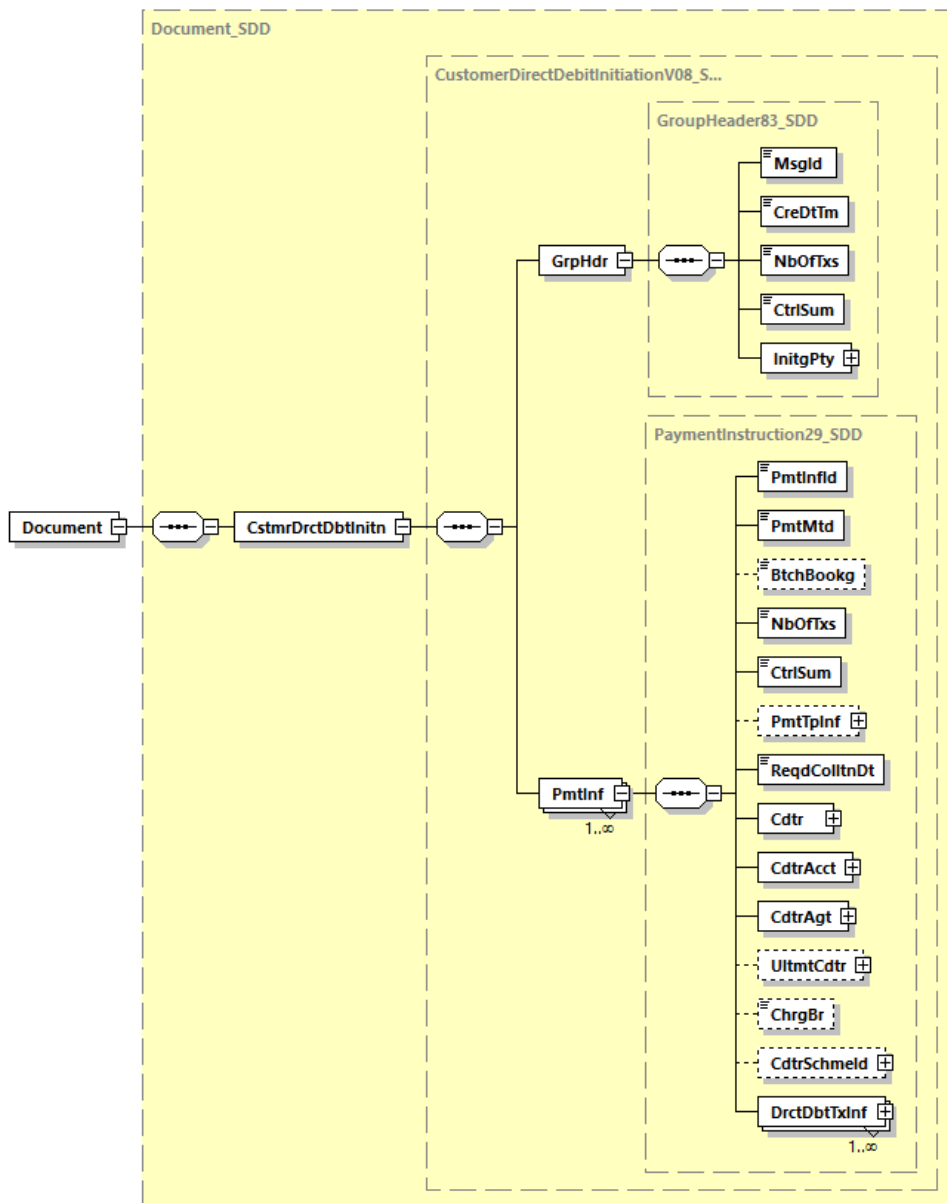 Document_SDD
CustomerDirectDebitInitiationV08_S...
GroupHeader83_SDD
MsgId
CreDtTm
GrpHdr
NbOfTxs
CtrlSum
InitgPty
PaymentInstruction29_SDD
PmtInfId
Document
CstmrDrctDbtInitn
PmtMtd
BtchBookg
NbOfTxs
CtrlSum
PmtTpInf
ReqdColltnDt
PmtInf
1..∞
Cdtr
CdtrAcct
CdtrAgt
UltmtCdtr
ChrgBr
CdtrSchmeId
DrctDbtTxInf
1..∞